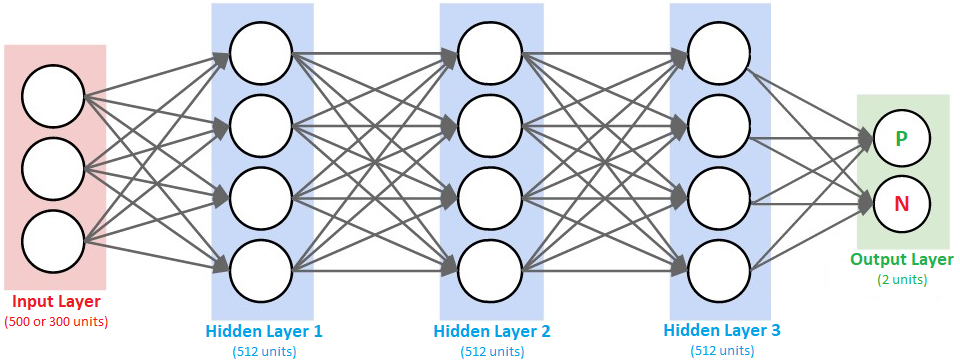 P
N
Input Layer
(500 or 300 units)
Hidden Layer 1
(512 units)
Hidden Layer 2
(512 units)
Hidden Layer 3
(512 units)
Output Layer
(2 units)